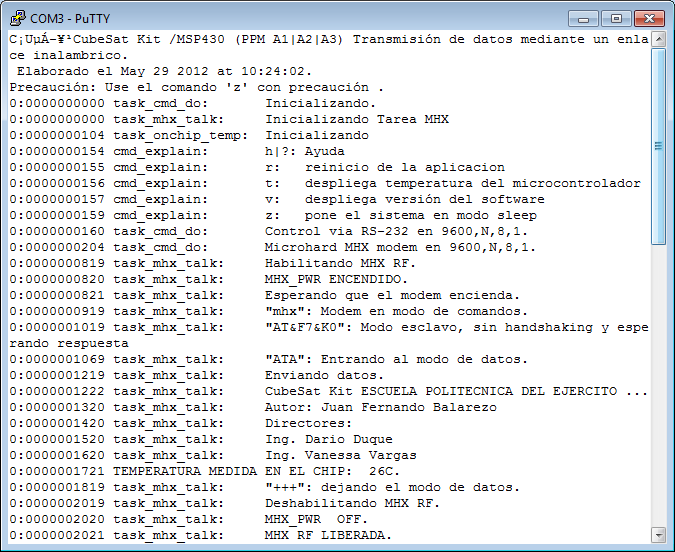 COM3 - PuTTY
C¡UµÁ–¥¹CubeSat Kit /MSP430 (PPM A1|A2|A3) Transmisión de datos mediante un enla
ce inalambrico.
 Elaborado el May 29 2012 at 10:24:02.
Precaución: Use el comando 'z' con precaución .
0:0000000000 task_cmd_do:       Inicializando.
0:0000000000 task_mhx_talk:     Inicializando Tarea MHX
0:0000000104 task_onchip_temp:  Inicializando
0:0000000154 cmd_explain:       h|?: Ayuda
0:0000000155 cmd_explain:       r:   reinicio de la aplicacion
0:0000000156 cmd_explain:       t:   despliega temperatura del microcontrolador
0:0000000157 cmd_explain:       v:   despliega versión del software
0:0000000159 cmd_explain:       z:   pone el sistema en modo sleep
0:0000000160 task_cmd_do:       Control via RS-232 en 9600,N,8,1.
0:0000000204 task_cmd_do:       Microhard MHX modem en 9600,N,8,1.
0:0000000819 task_mhx_talk:     Habilitando MHX RF.
0:0000000820 task_mhx_talk:     MHX_PWR ENCENDIDO.
0:0000000821 task_mhx_talk:     Esperando que el modem encienda.
0:0000000919 task_mhx_talk:     "mhx": Modem en modo de comandos.
0:0000001019 task_mhx_talk:     "AT&F7&K0": Modo esclavo, sin handshaking y espe
rando respuesta
0:0000001069 task_mhx_talk:     "ATA": Entrando al modo de datos.
0:0000001219 task_mhx_talk:     Enviando datos.
0:0000001222 task_mhx_talk:     CubeSat Kit ESCUELA POLITECNICA DEL EJERCITO ...
0:0000001320 task_mhx_talk:     Autor: Juan Fernando Balarezo
0:0000001420 task_mhx_talk:     Directores:
0:0000001520 task_mhx_talk:     Ing. Dario Duque
0:0000001620 task_mhx_talk:     Ing. Vanessa Vargas
0:0000001721 TEMPERATURA MEDIDA EN EL CHIP:  26C.
0:0000001819 task_mhx_talk:     "+++": dejando el modo de datos.
0:0000002019 task_mhx_talk:     Deshabilitando MHX RF.
0:0000002020 task_mhx_talk:     MHX_PWR  OFF.
0:0000002021 task_mhx_talk:     MHX RF LIBERADA.